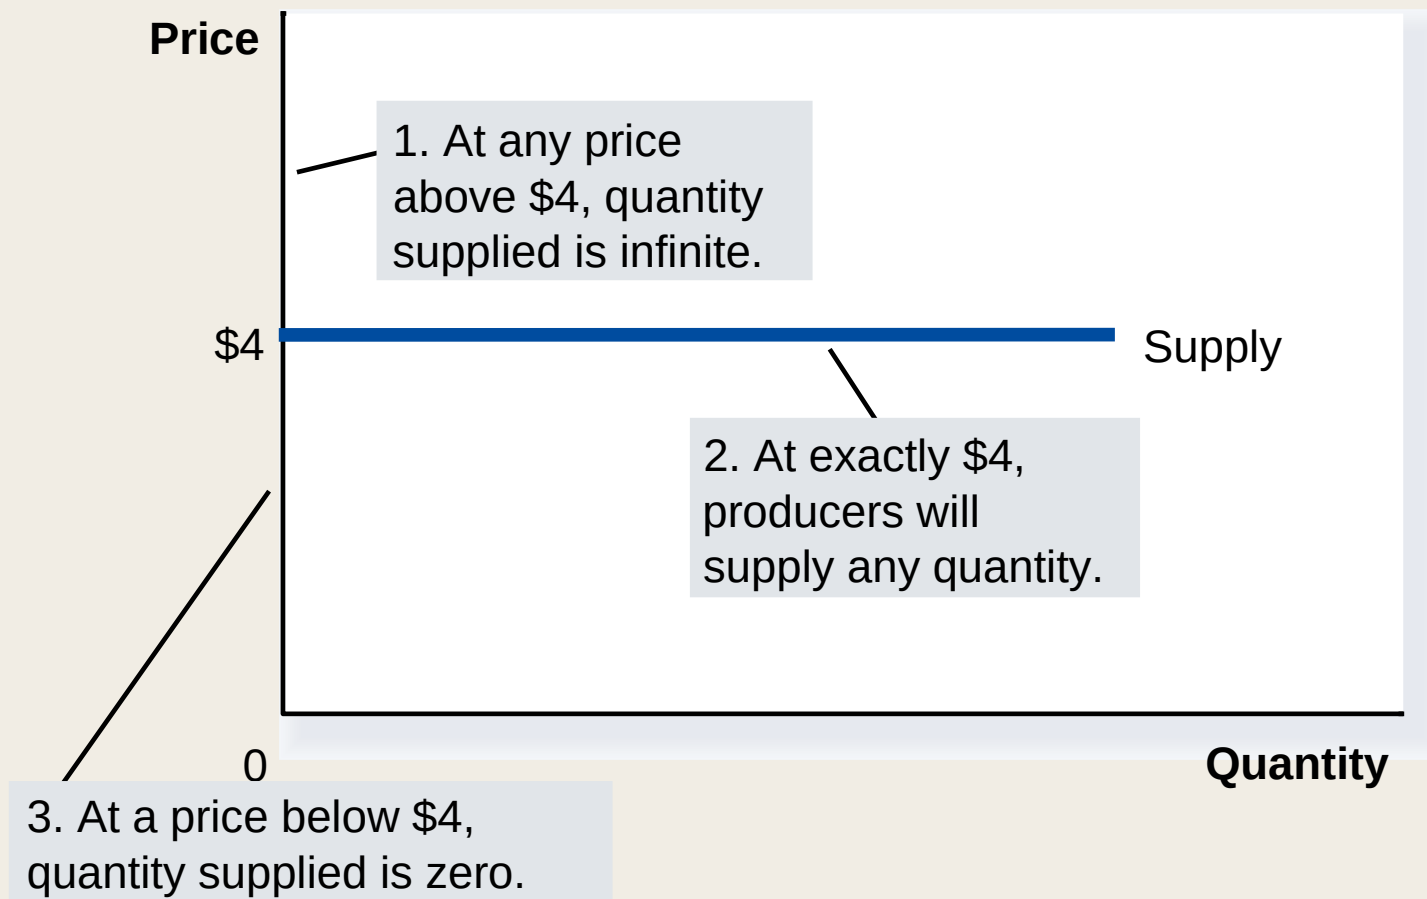 Price
1. At any price
above $4, quantity
supplied is infinite.
$4
Supply
2. At exactly $4,
producers will
supply any quantity.
0
Quantity
3. At a price below $4,
quantity supplied is zero.